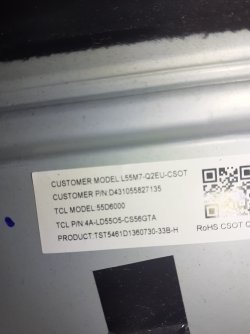 CUSTOMER MODEL L55M7-Q2EU-CSOT
CUSTOMER P/N:D431055827135
TCL MODEL:55D6000
TCL P/N:4A-LD55O5-CS56GTA
PRODUCT:TST5461D1360730-33B-H
RoHS CSOT